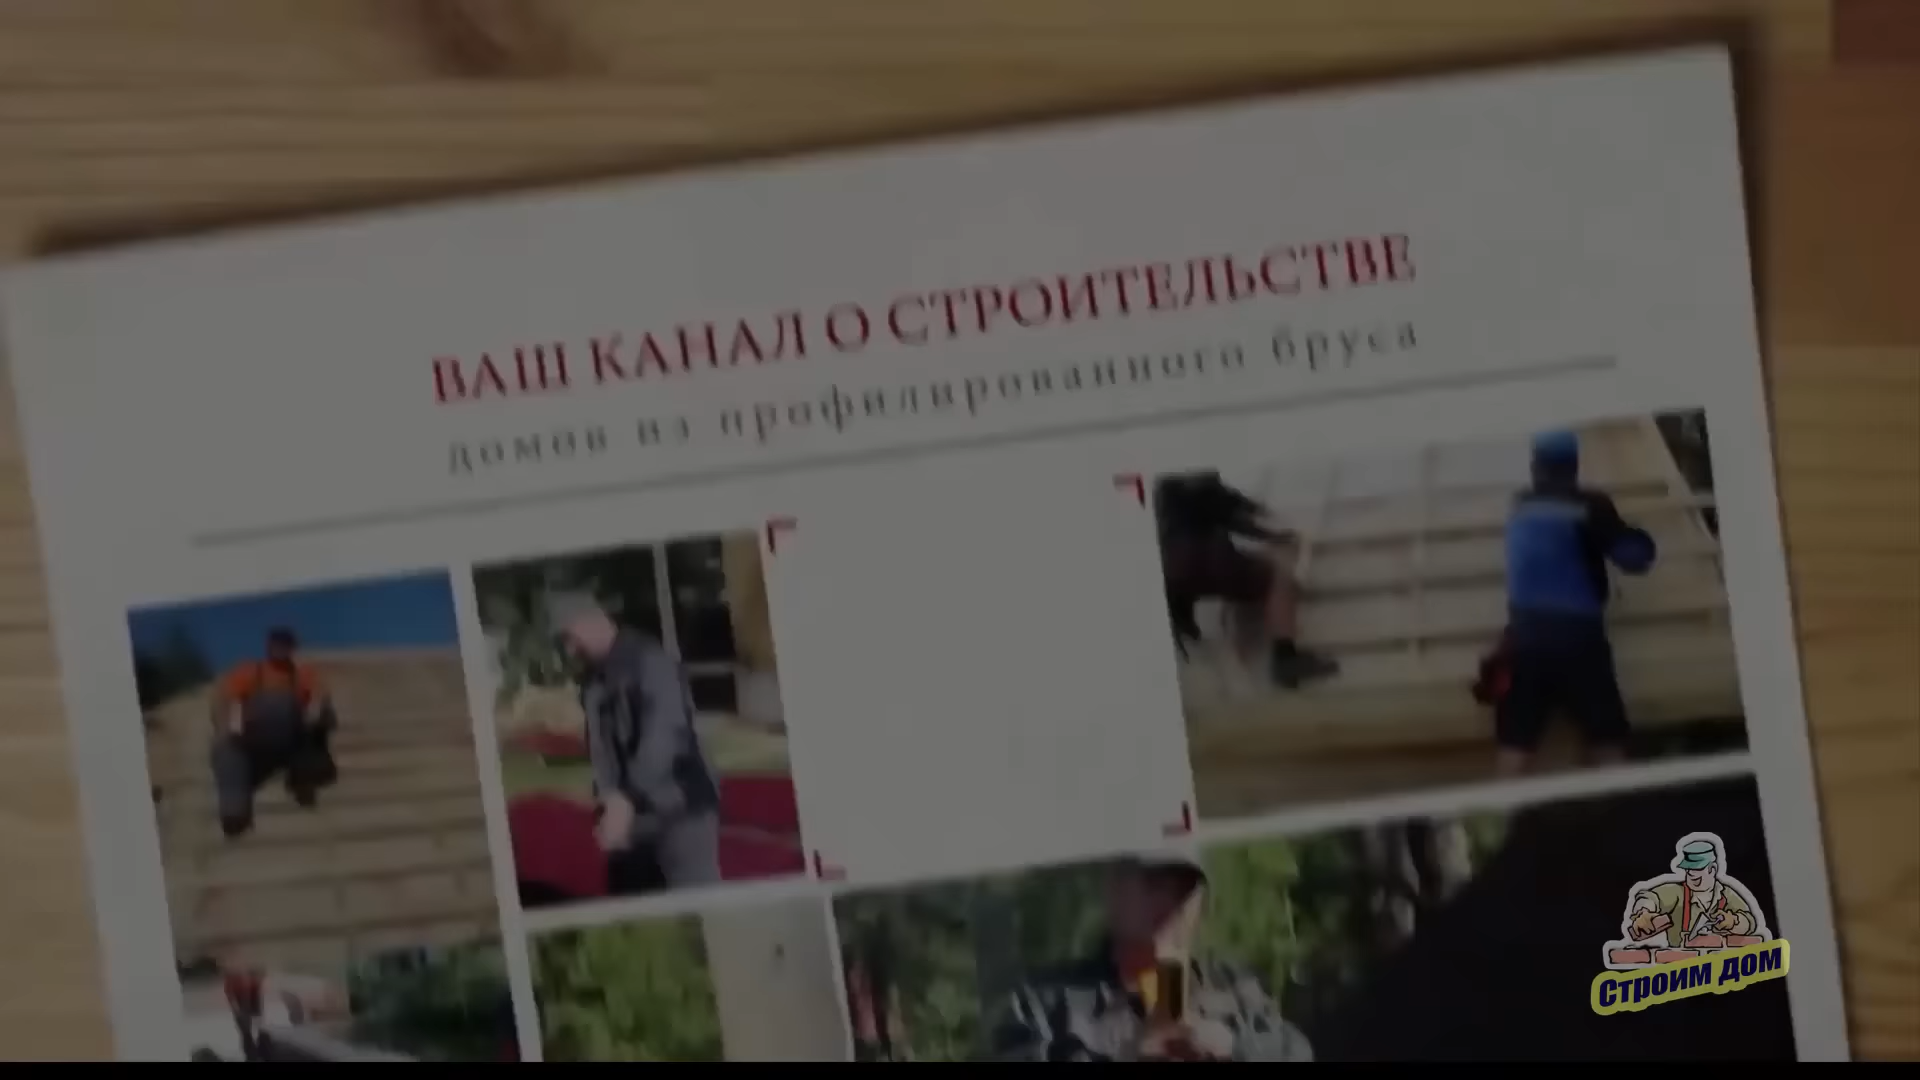 ВАШ КАНАЛ О СТРОИТЕЛЬСТВЕ
домов из профилированного бруса
Строим дом